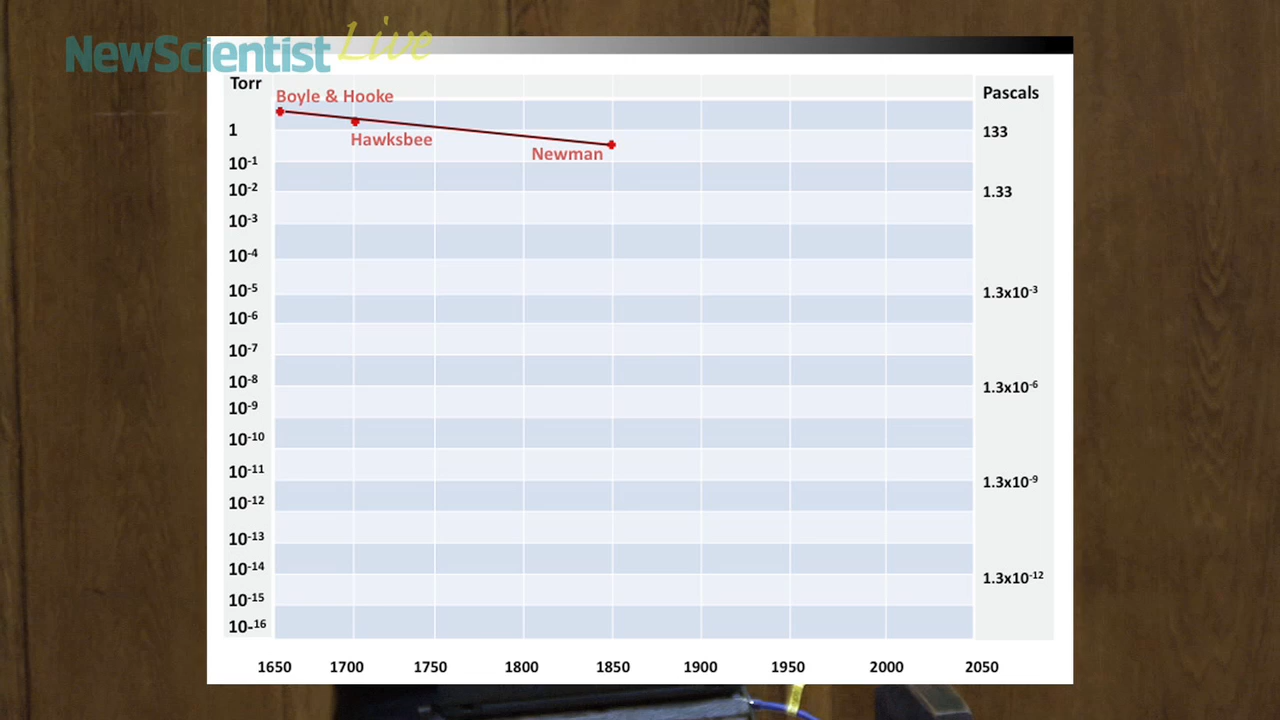 NewScientist Live
Torr
Boyle & Hooke
Pascals
1
133
Hawksbee
Newman
10-1
10-2
1.33
10-3
10-4
10-5
1.3x10-3
10-6
10-7
10-8
1.3x10-6
10-9
10-10
10-11
1.3x10-9
10-12
10-13
10-14
1.3x10-12
10-15
10-16
1650 1700 1750 1800 1850 1900 1950 2000 2050